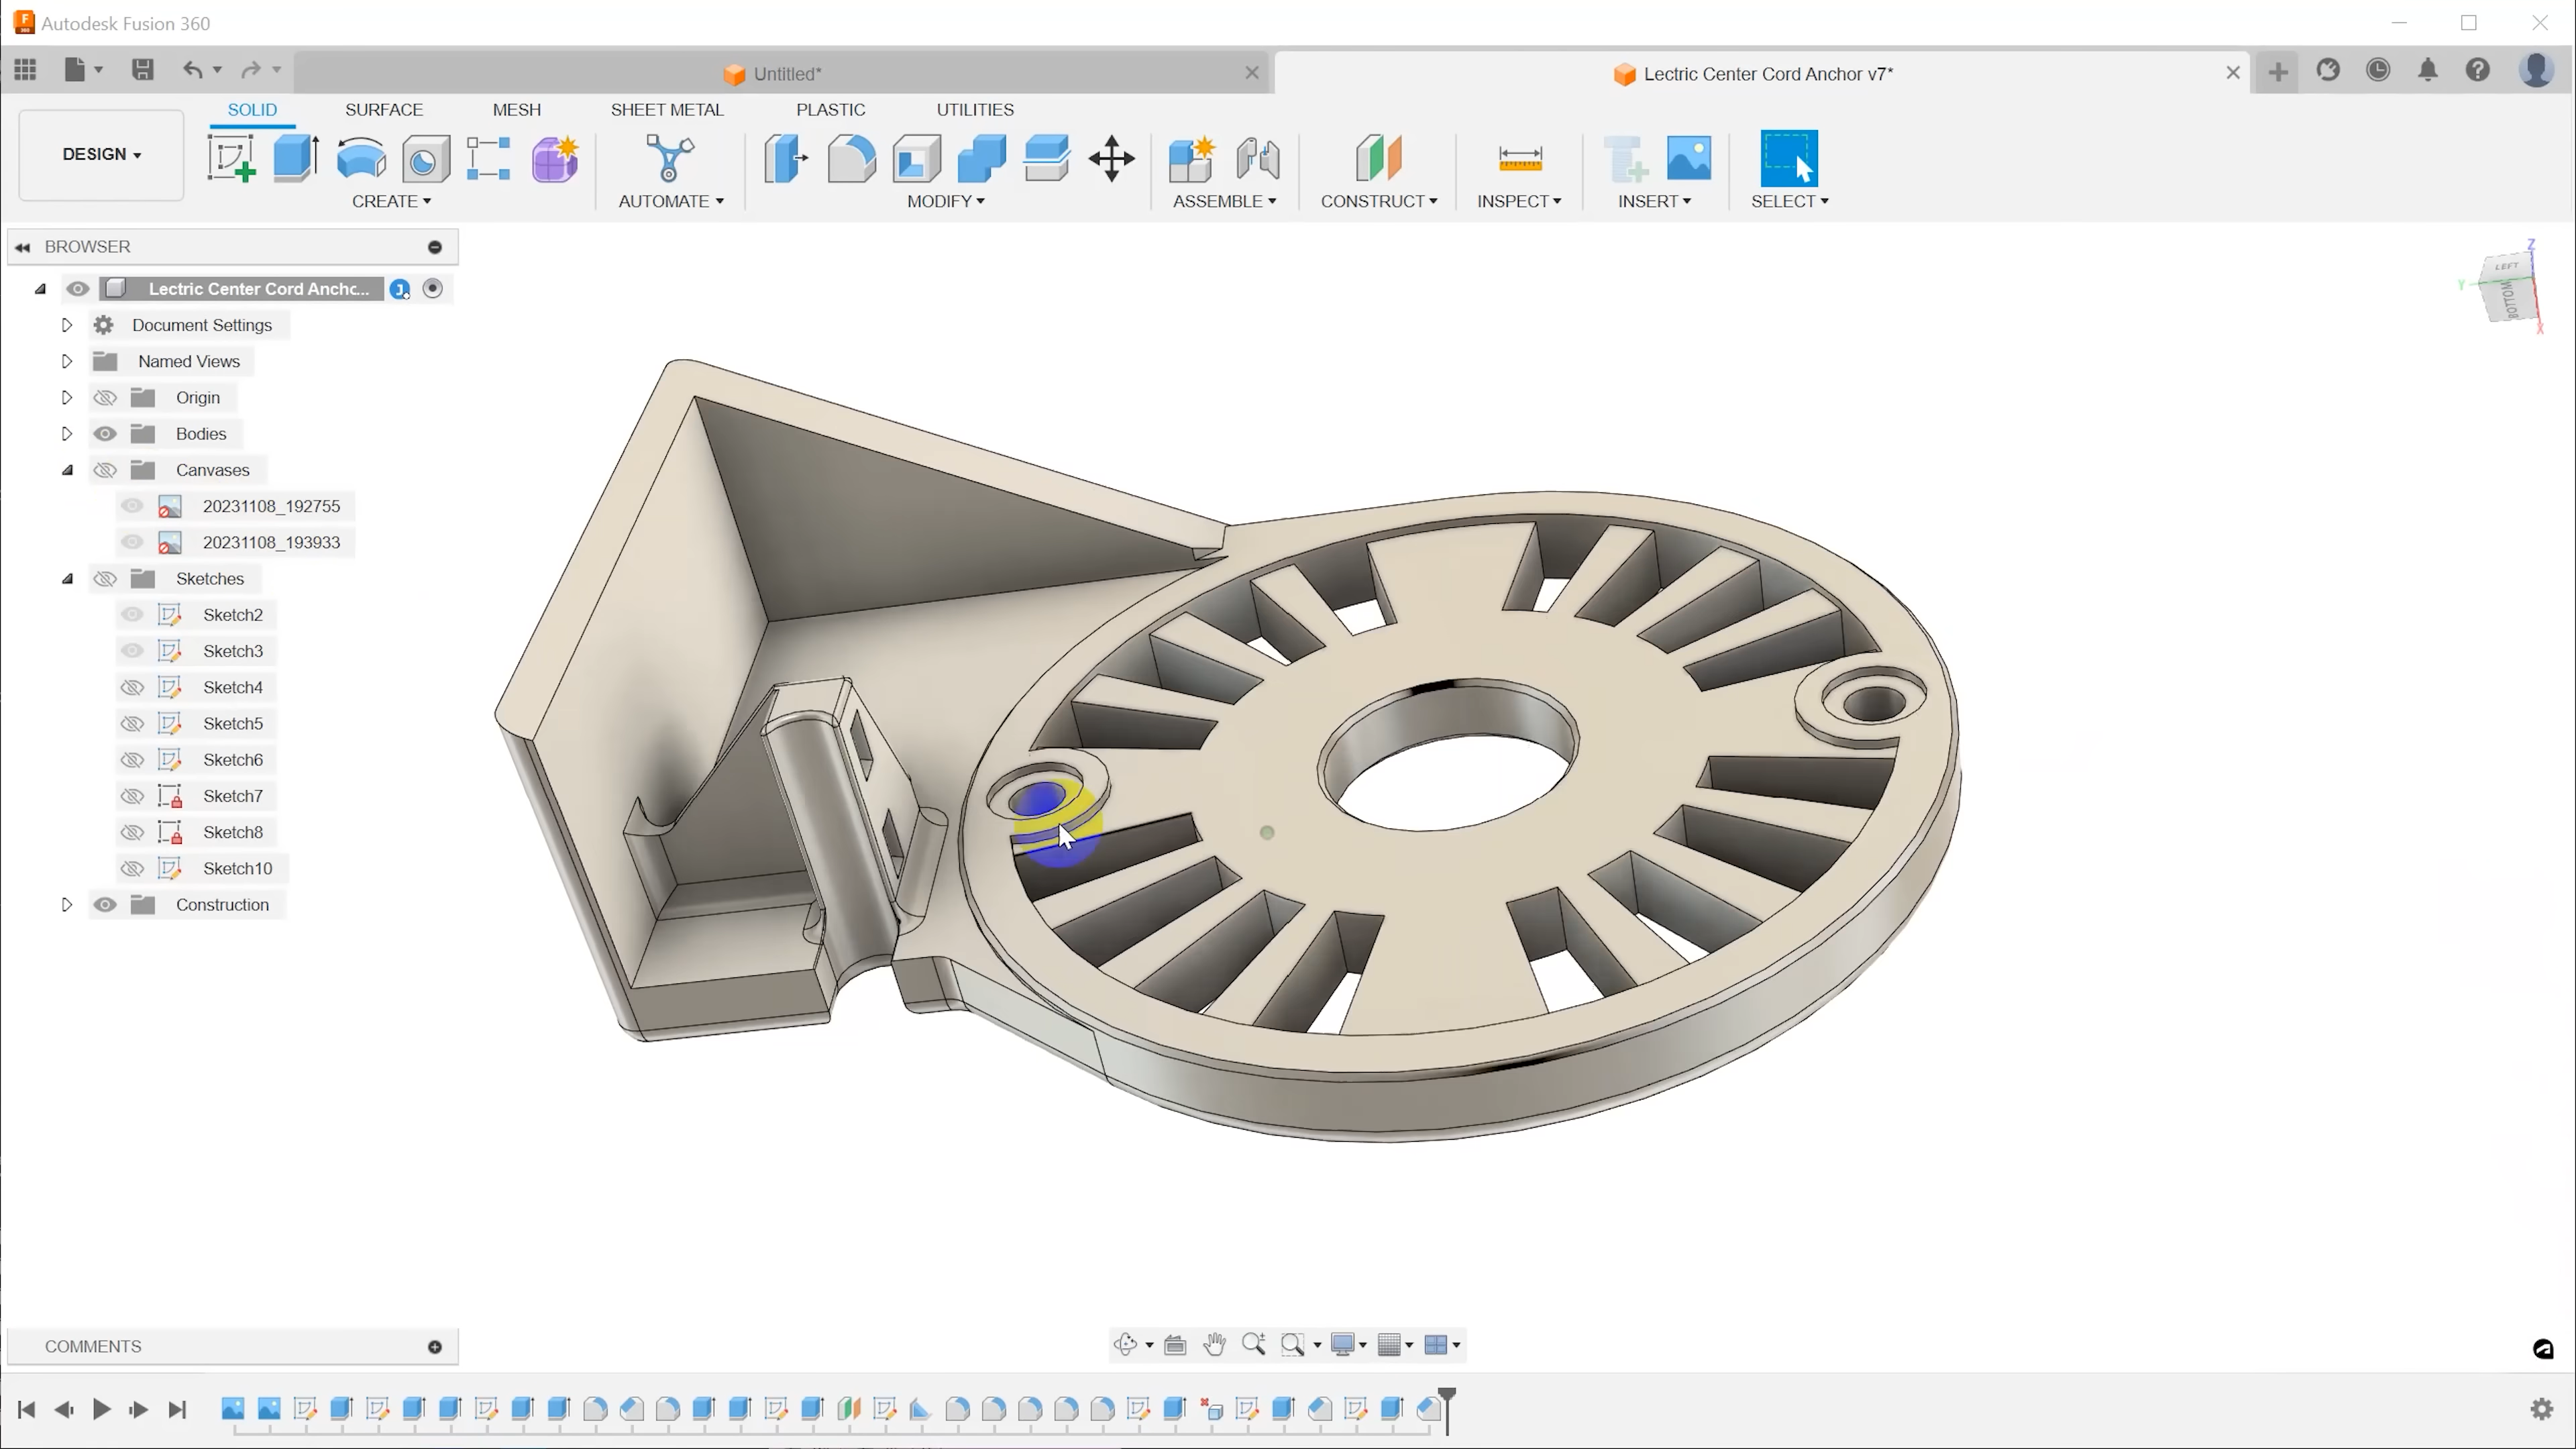 Autodesk Fusion 360
Untitled*
Lectric Center Cord Anchor v7*
SOLID
SURFACE
MESH
SHEET METAL
PLASTIC
UTILITIES
DESIGN
CREATE
AUTOMATE
MODIFY
ASSEMBLE
CONSTRUCT
INSPECT
INSERT
SELECT
BROWSER
Lectric Center Cord Anchc...
Document Settings
Named Views
Origin
Bodies
Canvases
20231108_192755
20231108_193933
Sketches
Sketch2
Sketch3
Sketch4
Sketch5
Sketch6
Sketch7
Sketch8
Sketch10
Construction
Z
LEFT
Y
BOTTOM
X
COMMENTS